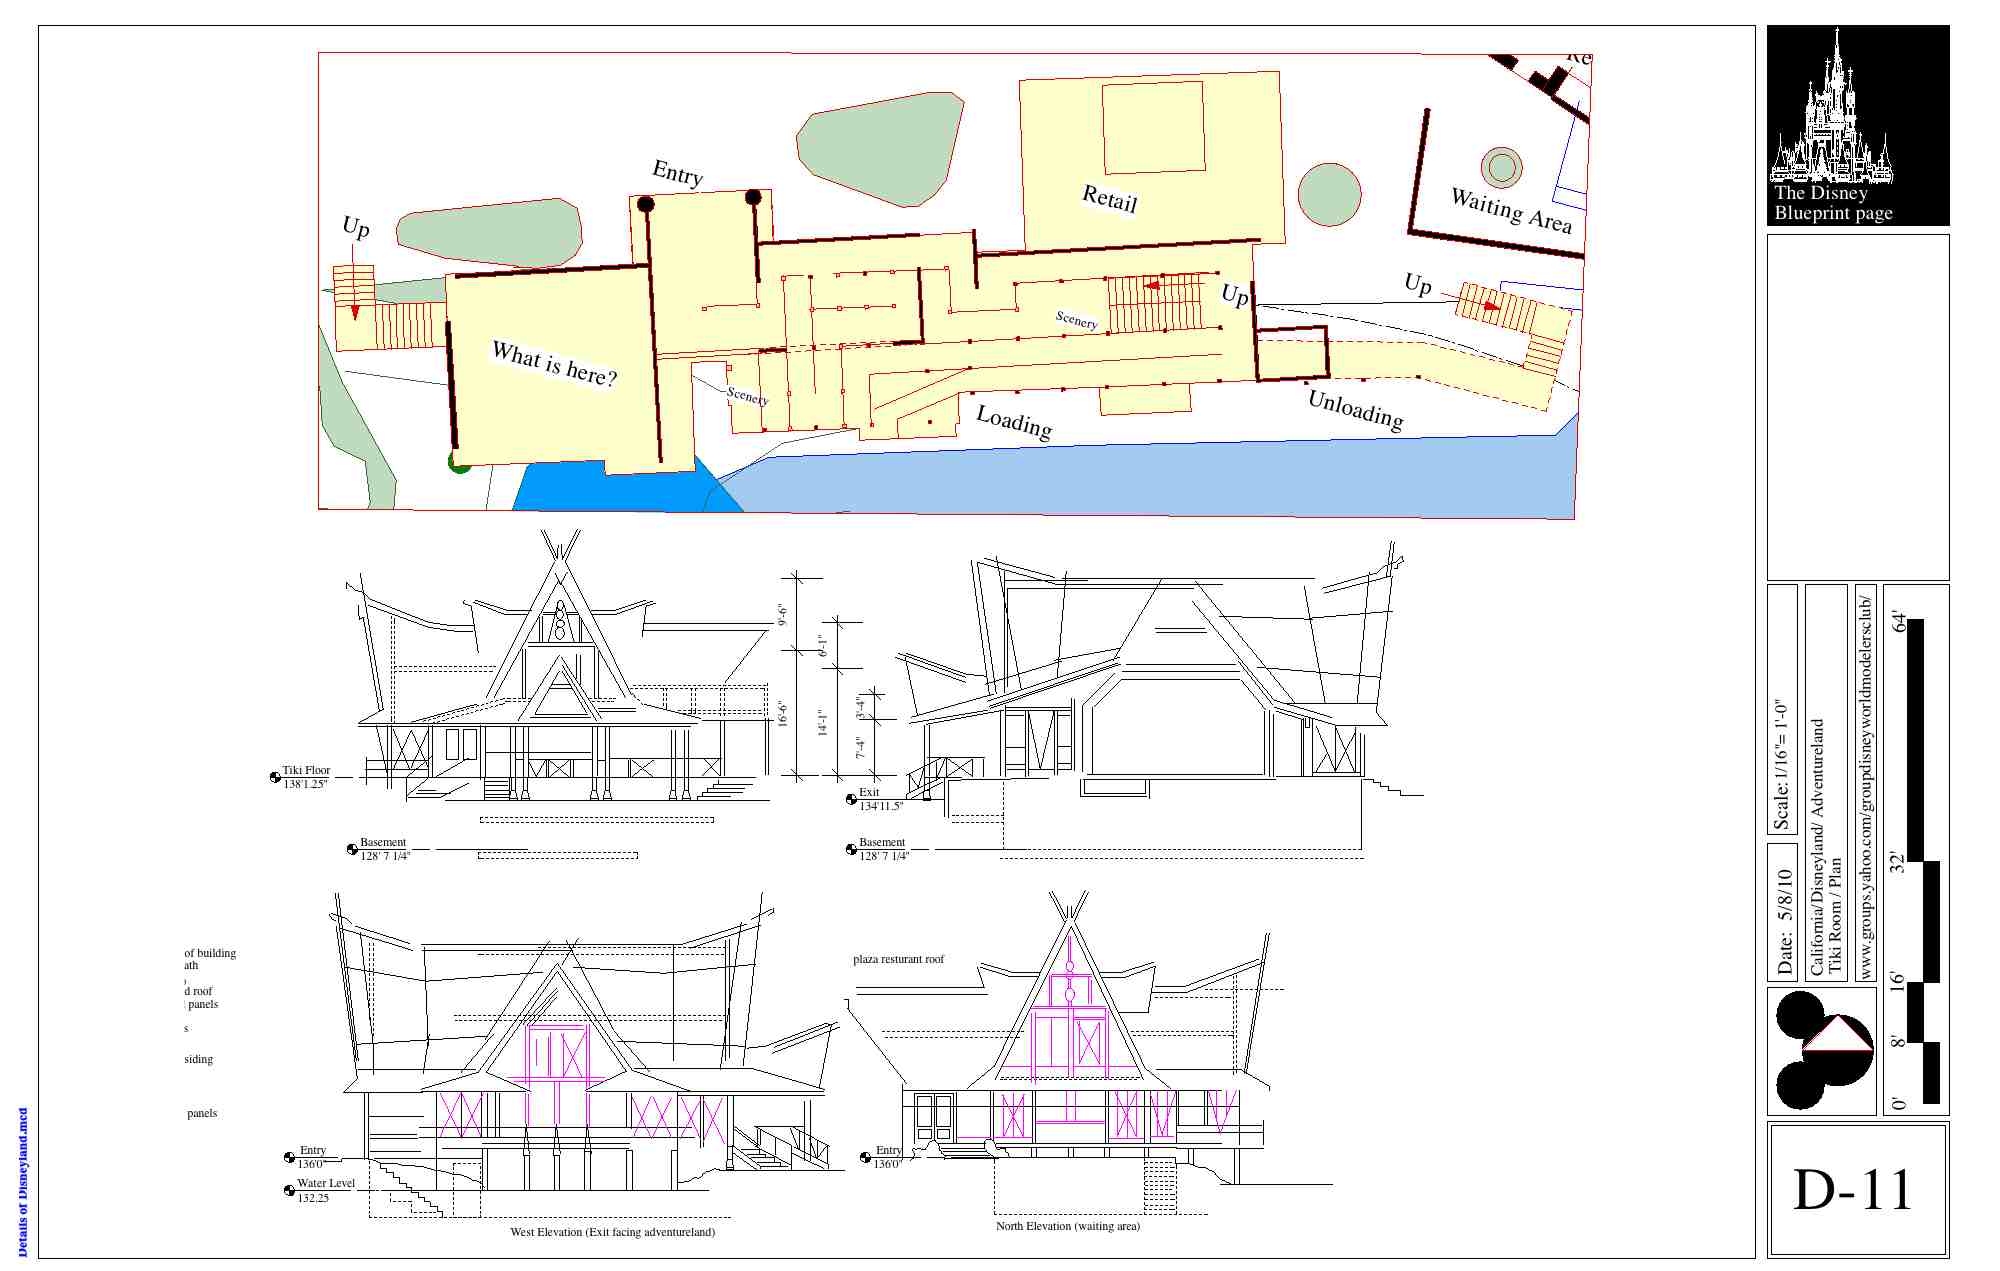 Re
Entry
Up
Retail
Waiting Area
Up
Up
Scenery
What is here?
Scenery
Loading
Unloading
9'-6"
6'-1"
16'-6"
14'-1"
3'-4"
7'-4"
Tiki Floor
138'1.25"
Exit
134'11.5"
Basement
128' 7 1/4"
Basement
128' 7 1/4"
of building
ath
d roof
panels
s
siding
panels
plaza resturant roof
Entry
136'0"
Water Level
132.25
Entry
136'0"
West Elevation (Exit facing adventureland)
North Elevation (waiting area)
Details of Disneyland.mcd
The Disney
Blueprint page
Scale: 1/16"= 1'-0"
Date: 5/8/10
California/Disneyland/ Adventureland
Tiki Room / Plan
www.groups.yahoo.com/groupdisneyworldmodelersclub/
64'
32'
16'
8'
0'
D-11